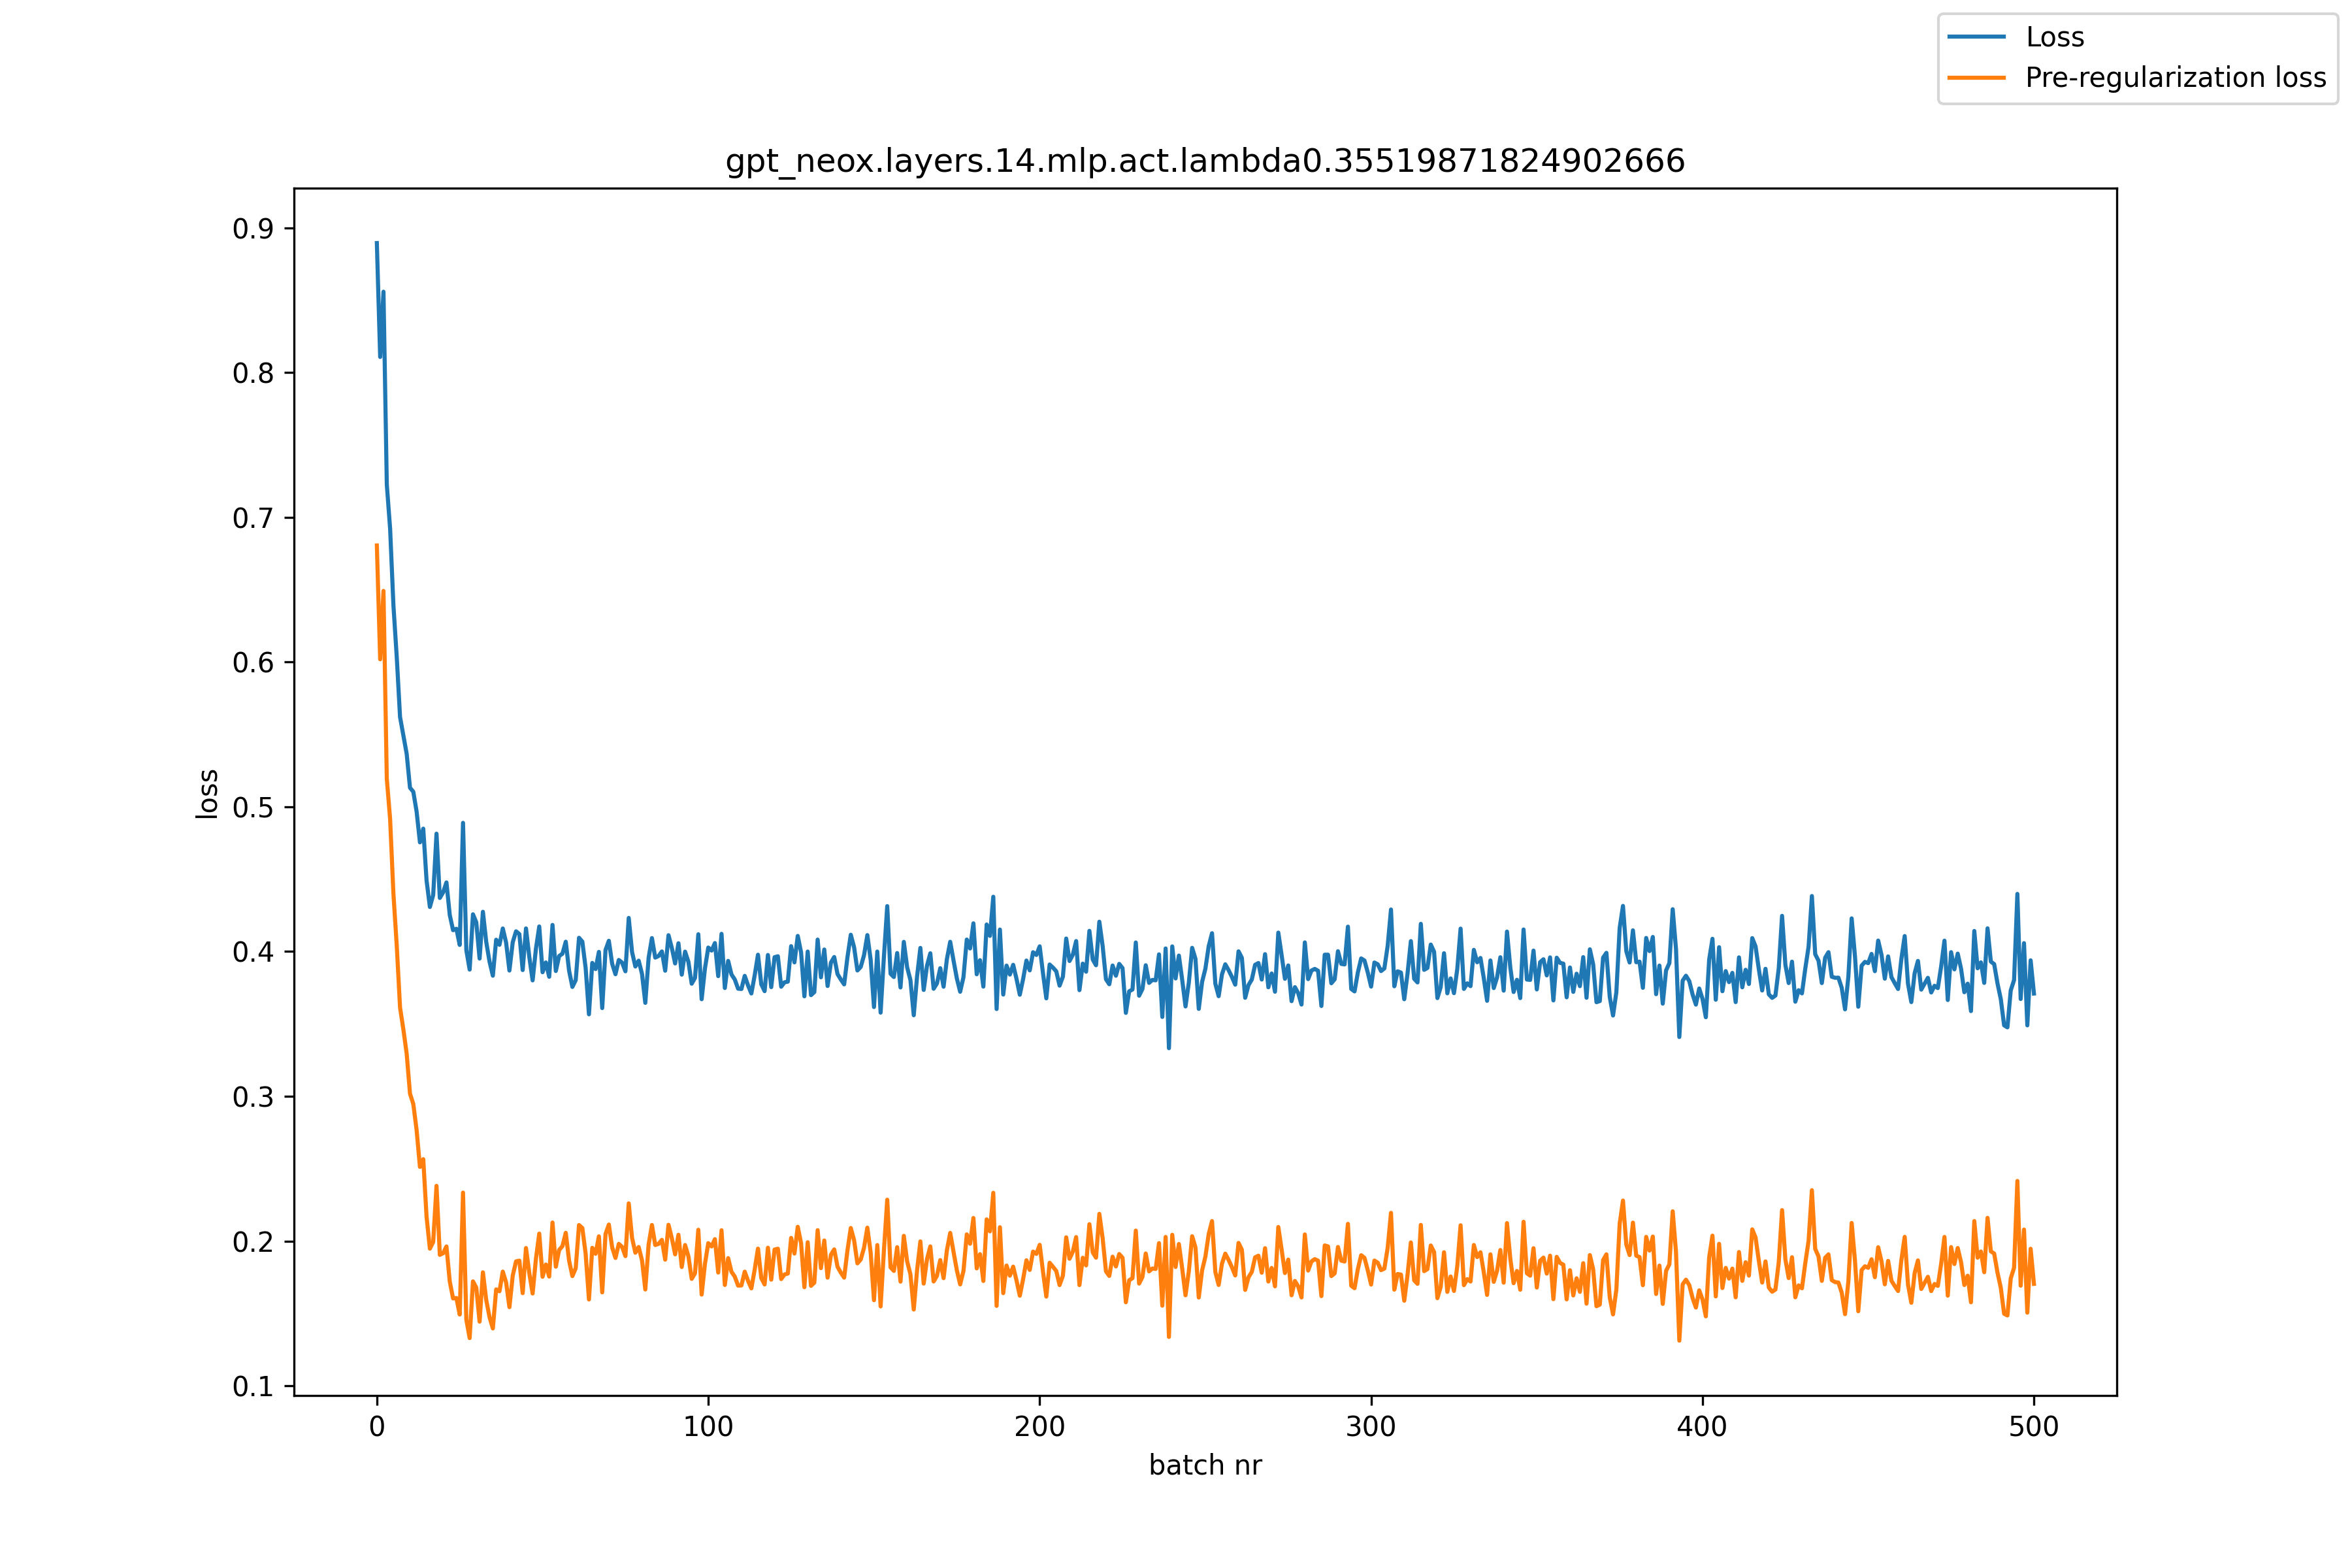 Loss
Pre-regularization loss
gpt_neox.layers.14.mlp.act.lambda0.35519871824902666
0.9
0.8
0.7
0.6
0.5
0.4
0.3
0.2
0.1
loss
0 100 200 300 400 500
batch nr